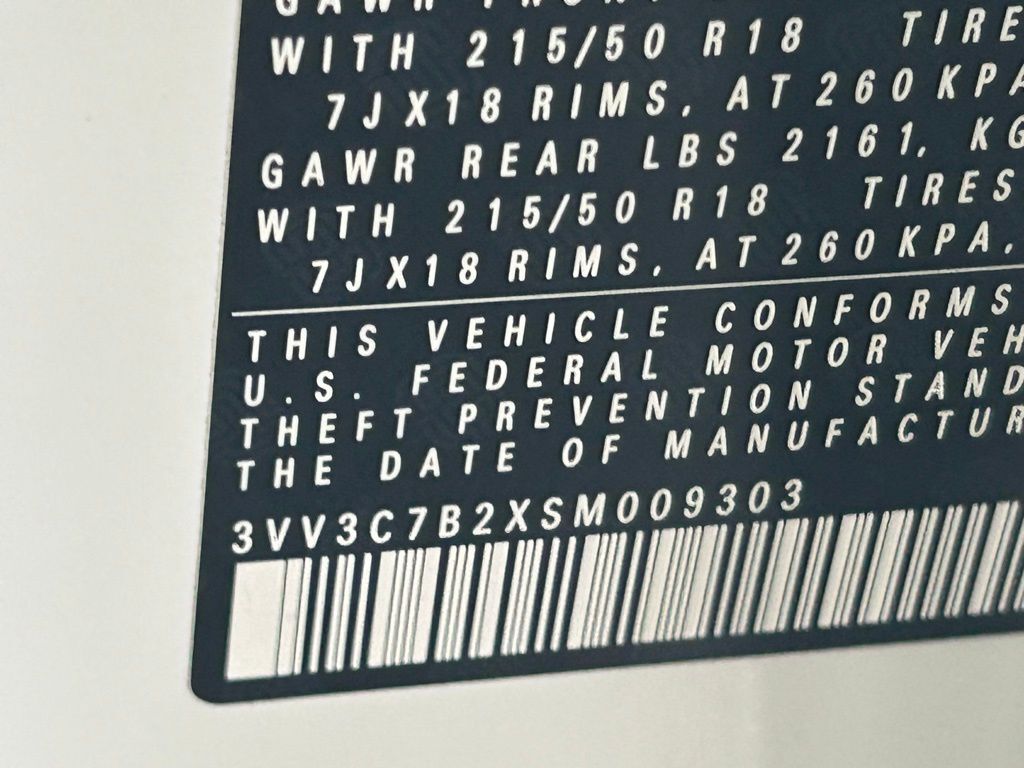 GAWR FRONT
WITH 215/50 R18 TIRE
7JX18 RIMS, AT 260 KPA
GAWR REAR LBS 2161, KG
WITH 215/50 R18 TIRES
7JX18 RIMS, AT 260 KPA,
THIS VEHICLE CONFORMS
U.S. FEDERAL MOTOR VEH
THEFT PREVENTION STAND
THE DATE OF MANUFACTUR
3VV3C7B2XSM009303